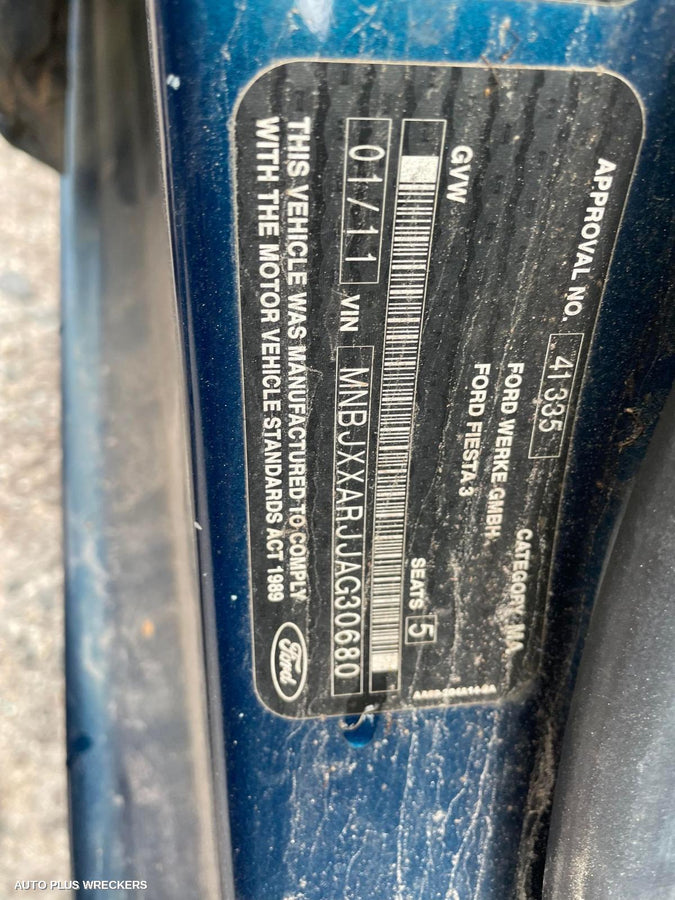 APPROVAL NO. 41335 CATEGORY. MA
FORD WERKE GMBH
FORD FIESTA 3
GVW SEATS 5
01/11 VIN MNBJXXARJJAG30680
THIS VEHICLE WAS MANUFACTURED TO COMPLY
WITH THE MOTOR VEHICLE STANDARDS ACT 1989
Ford
AUTO PLUS WRECKERS